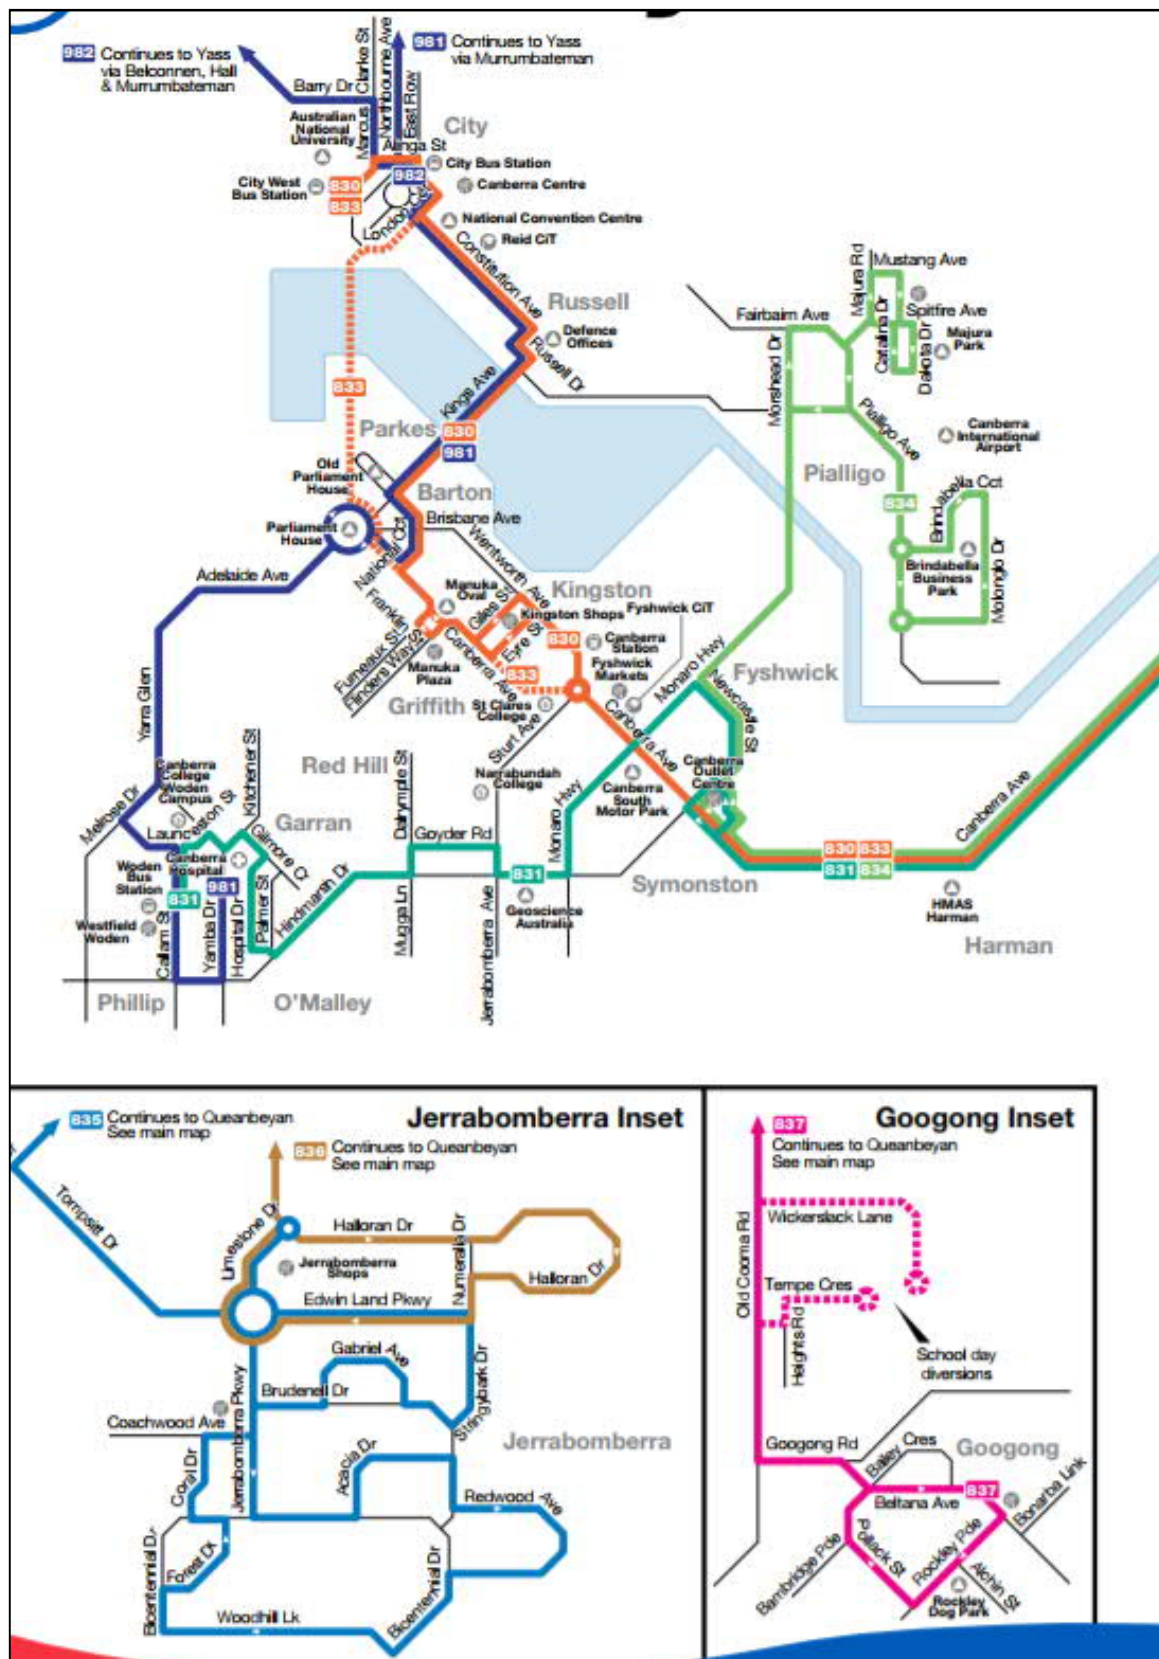 982 Continues to Yass
via Belconnen, Hall
& Murrumbateman
981 Continues to Yass
via Murrumbateman
Barry Dr
Marcus Clarke St
Northbourne Ave
East Row
Australian
National
University
City
Alinga St
City Bus Station
City West
Bus Station
830
833
982
Canberra Centre
National Convention Centre
Reid CiT
Constitution Ave
Russell
Defence
Offices
Russell Dr
833
Kings Ave
Parkes
830
981
Old
Parliament
House
Barton
Brisbane Ave
Parliament
House
National Cct
Wentworth Ave
Adelaide Ave
Manuka
Oval
Kingston
Giles St
Kingston Shops
Fyshwick CiT
Franklin St
Eyre St
830
Canberra
Station
Furneaux St
Flinders Way
Manuka
Plaza
Canberra Ave
833
Fyshwick
Markets
Griffith
St Clares
College
Sturt Ave
Canberra Ave
Monaro Hwy
Fyshwick
Newcastle St
Majura Rd
Mustang Ave
Fairbairn Ave
Catalina Dr
Spitfire Ave
Dakota Dr
Majura
Park
Morshead Dr
Pialligo Ave
Canberra
International
Airport
Pialligo
834
Brindabella Cct
Brindabella
Business
Park
Molonglo Dr
Yarra Glen
Red Hill
Dalrymple St
Narrabundah
College
Monaro Hwy
Canberra
South
Motor Park
Canberra
Outlet
Centre
Canberra Ave
Canberra
College
Woden
Campus
Kitchener St
Melrose Dr
Launceston St
Garran
Gilmore Cr
Goyder Rd
Woden
Bus
Station
Canberra
Hospital
831
981
Palmer St
Hindmarsh Dr
831
Symonston
830 833
831 834
Westfield
Woden
Callam St
Yamba Dr
Hospital Dr
Mugga Ln
Jerrabomberra Ave
Geoscience
Australia
HMAS
Harman
Harman
Phillip
O'Malley
Jerrabomberra Inset
835 Continues to Queanbeyan
See main map
836 Continues to Queanbeyan
See main map
Tompsitt Dr
Limestone Dr
Halloran Dr
Numeralla Dr
Jerrabomberra
Shops
Halloran Dr
Edwin Land Pkwy
Gabriel Ave
Stringybark Dr
Brudenell Dr
Jerrabomberra Pkwy
Coachwood Ave
Coral Dr
Acacia Dr
Jerrabomberra
Redwood Ave
Bicentennial Dr
Forest Dr
Bicentennial Dr
Woodhill Lk
Googong Inset
837
Continues to Queanbeyan
See main map
Wickerslack Lane
Old Cooma Rd
Tempe Cres
Heights Rd
School day
diversions
Googong Rd
Bailey Cres
Googong
Beltana Ave
837
Bonarba Link
Pollack St
Rockley Pde
Bambridge Pde
Alchin St
Rockley
Dog Park